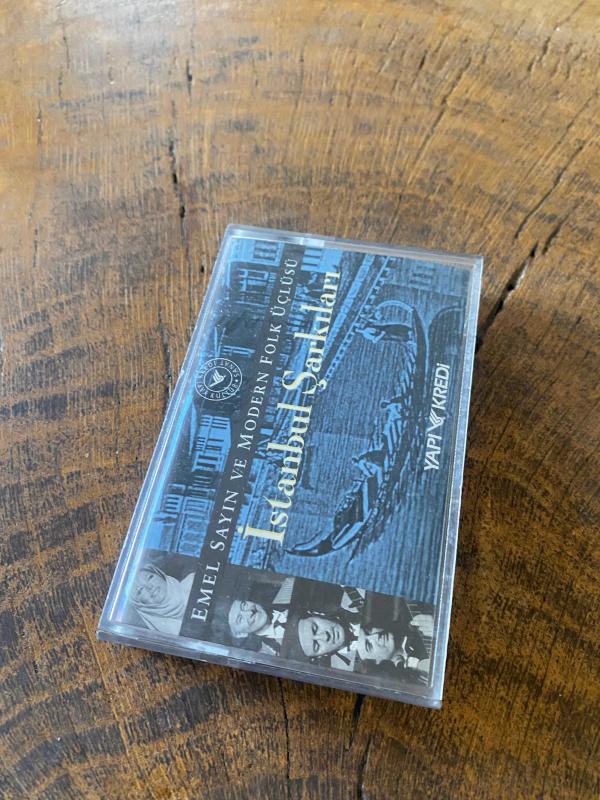 EMEL SAYIN VE MODERN FOLK ÜÇLÜSÜ
İstanbul Şarkıları
YAPI KREDİ